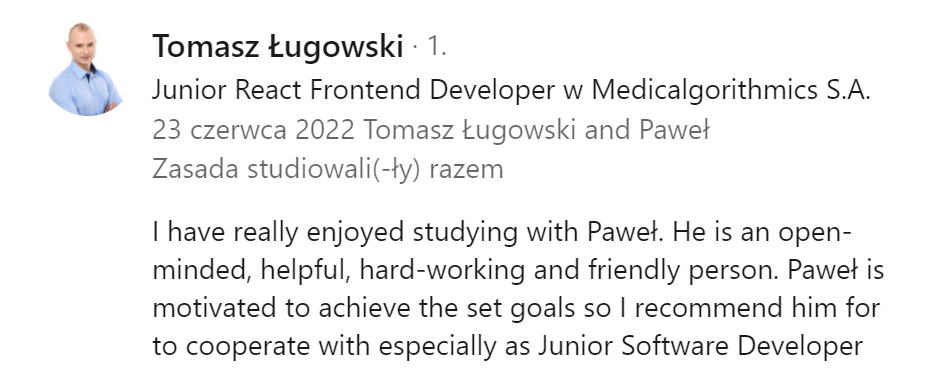 Tomasz Ługowski · 1.
Junior React Frontend Developer w Medicalgorithmics S.A.
23 czerwca 2022 Tomasz Ługowski and Paweł
Zasada studiowali(-ły) razem
I have really enjoyed studying with Paweł. He is an open-
minded, helpful, hard-working and friendly person. Paweł is
motivated to achieve the set goals so I recommend him for
to cooperate with especially as Junior Software Developer